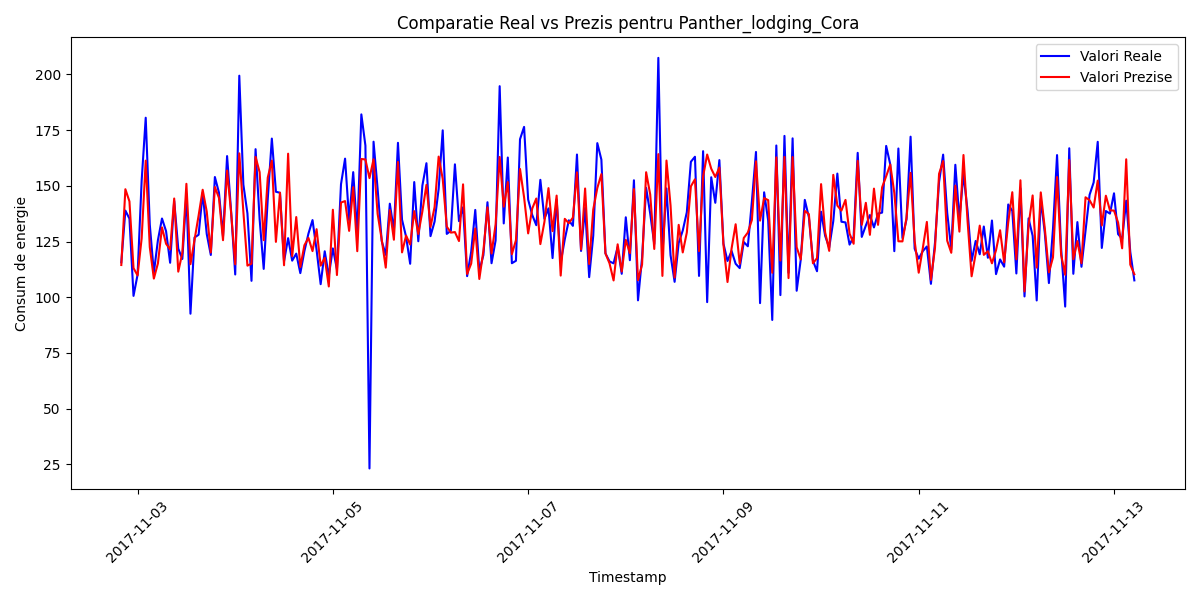 Comparatie Real vs Prezis pentru Panther_lodging_Cora
Valori Reale
Valori Prezise
Consum de energie
200
175
150
125
100
75
50
25
2017-11-03
2017-11-05
2017-11-07
2017-11-09
2017-11-11
2017-11-13
Timestamp